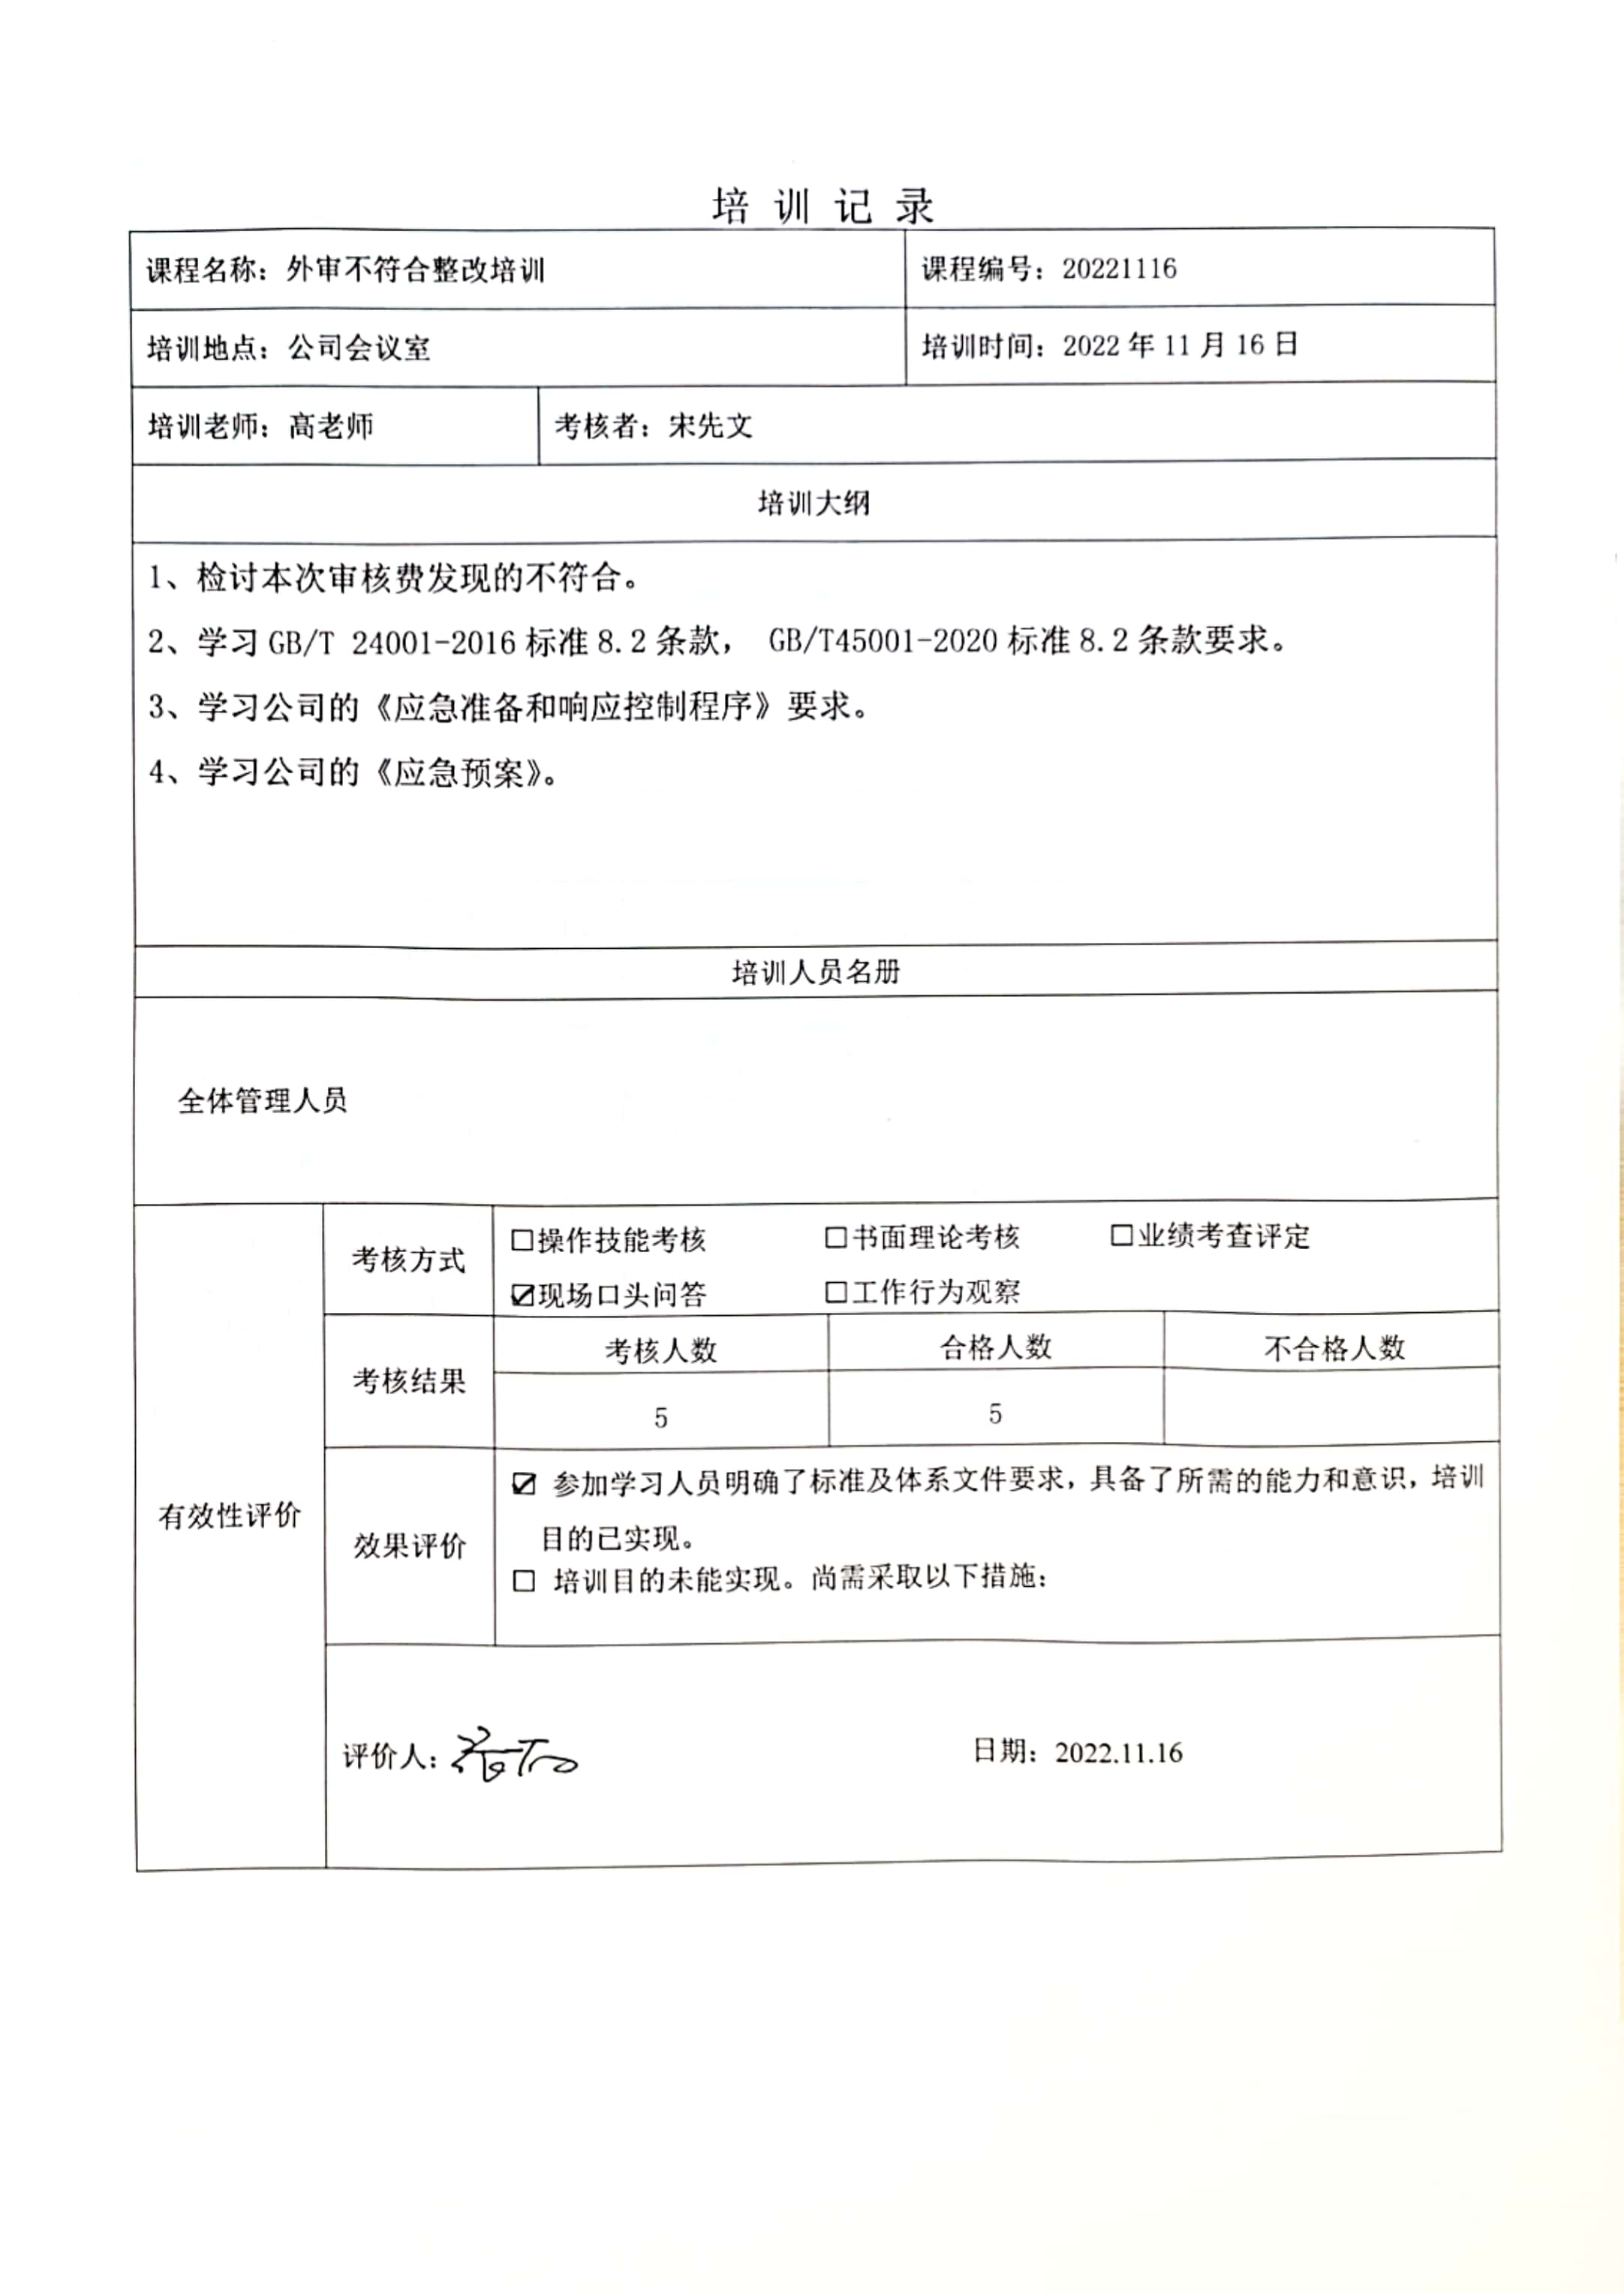 培训记录
课程名称：外审不符合整改培训 课程编号：20221116
培训地点：公司会议室 培训时间：2022年11月16日
培训老师：高老师 考核者：宋先文
培训大纲
1、检讨本次审核费发现的不符合。
2、学习GB/T 24001-2016标准8.2条款， GB/T45001-2020标准8.2条款要求。
3、学习公司的《应急准备和响应控制程序》要求。
4、学习公司的《应急预案》。
培训人员名册
全体管理人员
有效性评价
考核方式
□操作技能考核 □书面理论考核 □业绩考查评定
☑现场口头问答 □工作行为观察
考核结果
考核人数 合格人数 不合格人数
5 5
效果评价
☑ 参加学习人员明确了标准及体系文件要求，具备了所需的能力和意识，培训
目的已实现。
□ 培训目的未能实现。尚需采取以下措施：
评价人： 日期：2022.11.16